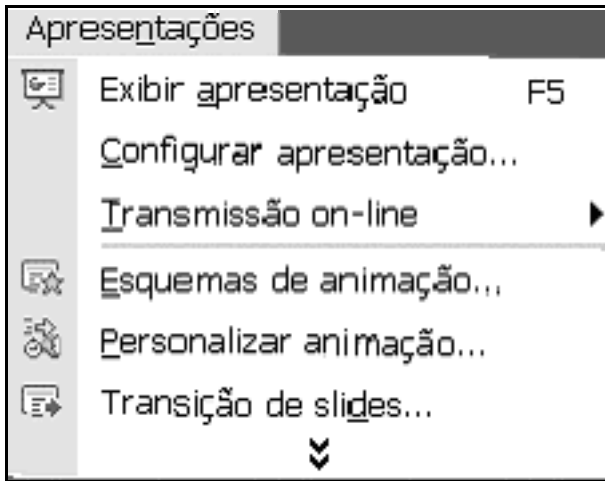 Apresentações
Exibir apresentação F5
Configurar apresentação...
Transmissão on-line
Esquemas de animação...
Personalizar animação...
Transição de slides...